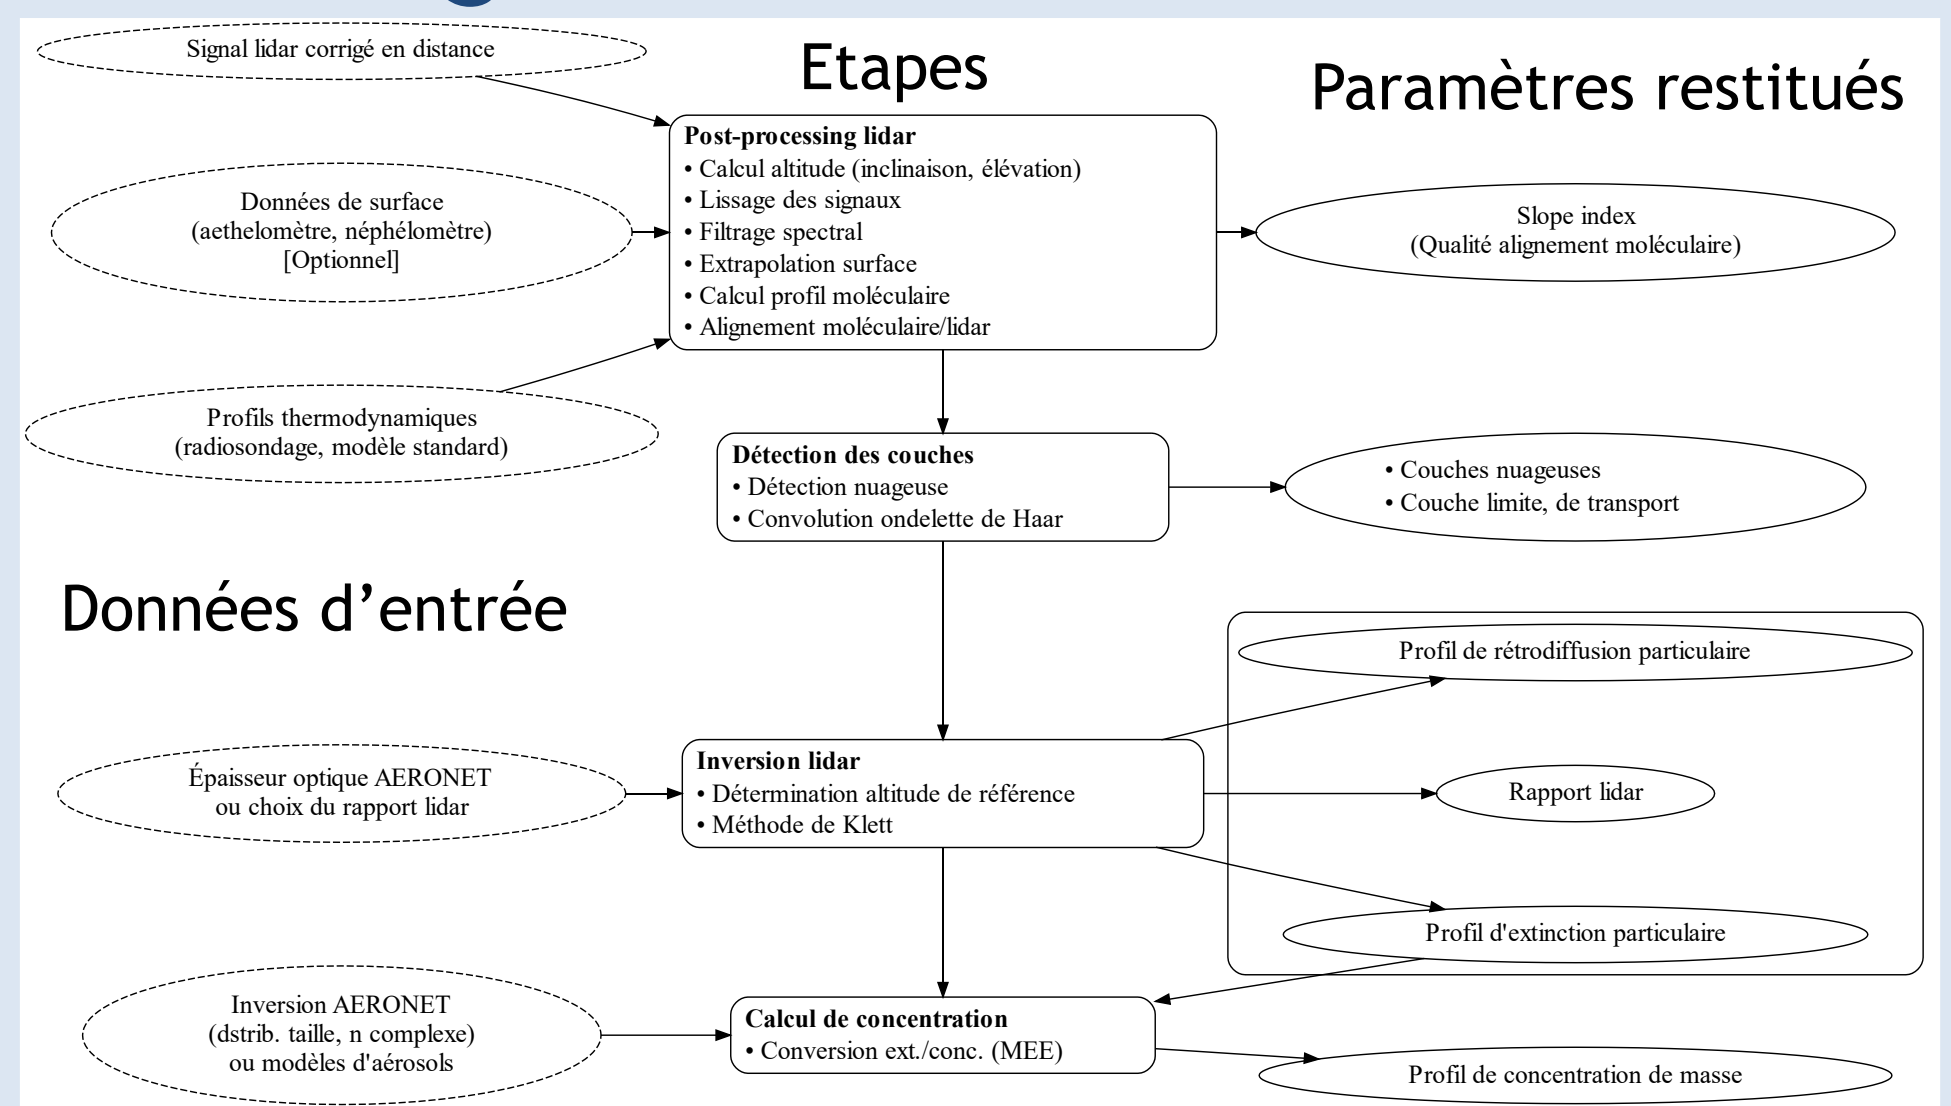 Signal lidar corrigé en distance
Etapes
Paramètres restitués
Post-processing lidar
• Calcul altitude (inclinaison, élévation)
• Lissage des signaux
• Filtrage spectral
• Extrapolation surface
• Calcul profil moléculaire
• Alignement moléculaire/lidar
Données de surface
(aethelomètre, néphélomètre)
[Optionnel]
Slope index
(Qualité alignement moléculaire)
Profils thermodynamiques
(radiosondage, modèle standard)
Détection des couches
• Détection nuageuse
• Convolution ondelette de Haar
• Couches nuageuses
• Couche limite, de transport
Données d’entrée
Profil de rétrodiffusion particulaire
Épaisseur optique AERONET
ou choix du rapport lidar
Inversion lidar
• Détermination altitude de référence
• Méthode de Klett
Rapport lidar
Profil d'extinction particulaire
Inversion AERONET
(dstrib. taille, n complexe)
ou modèles d'aérosols
Calcul de concentration
• Conversion ext./conc. (MEE)
Profil de concentration de masse